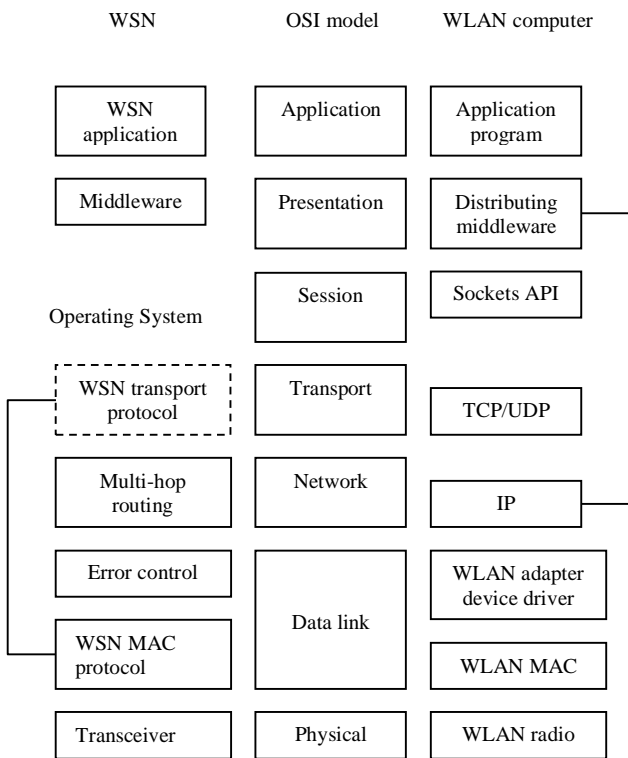 WSN
OSI model
WLAN computer
WSN
application
Application
Application
program
Middleware
Presentation
Distributing
middleware
Operating System
Session
Sockets API
WSN transport
protocol
Transport
TCP/UDP
Multi-hop
routing
Network
IP
Error control
Data link
WLAN adapter
device driver
WSN MAC
protocol
WLAN MAC
Transceiver
Physical
WLAN radio